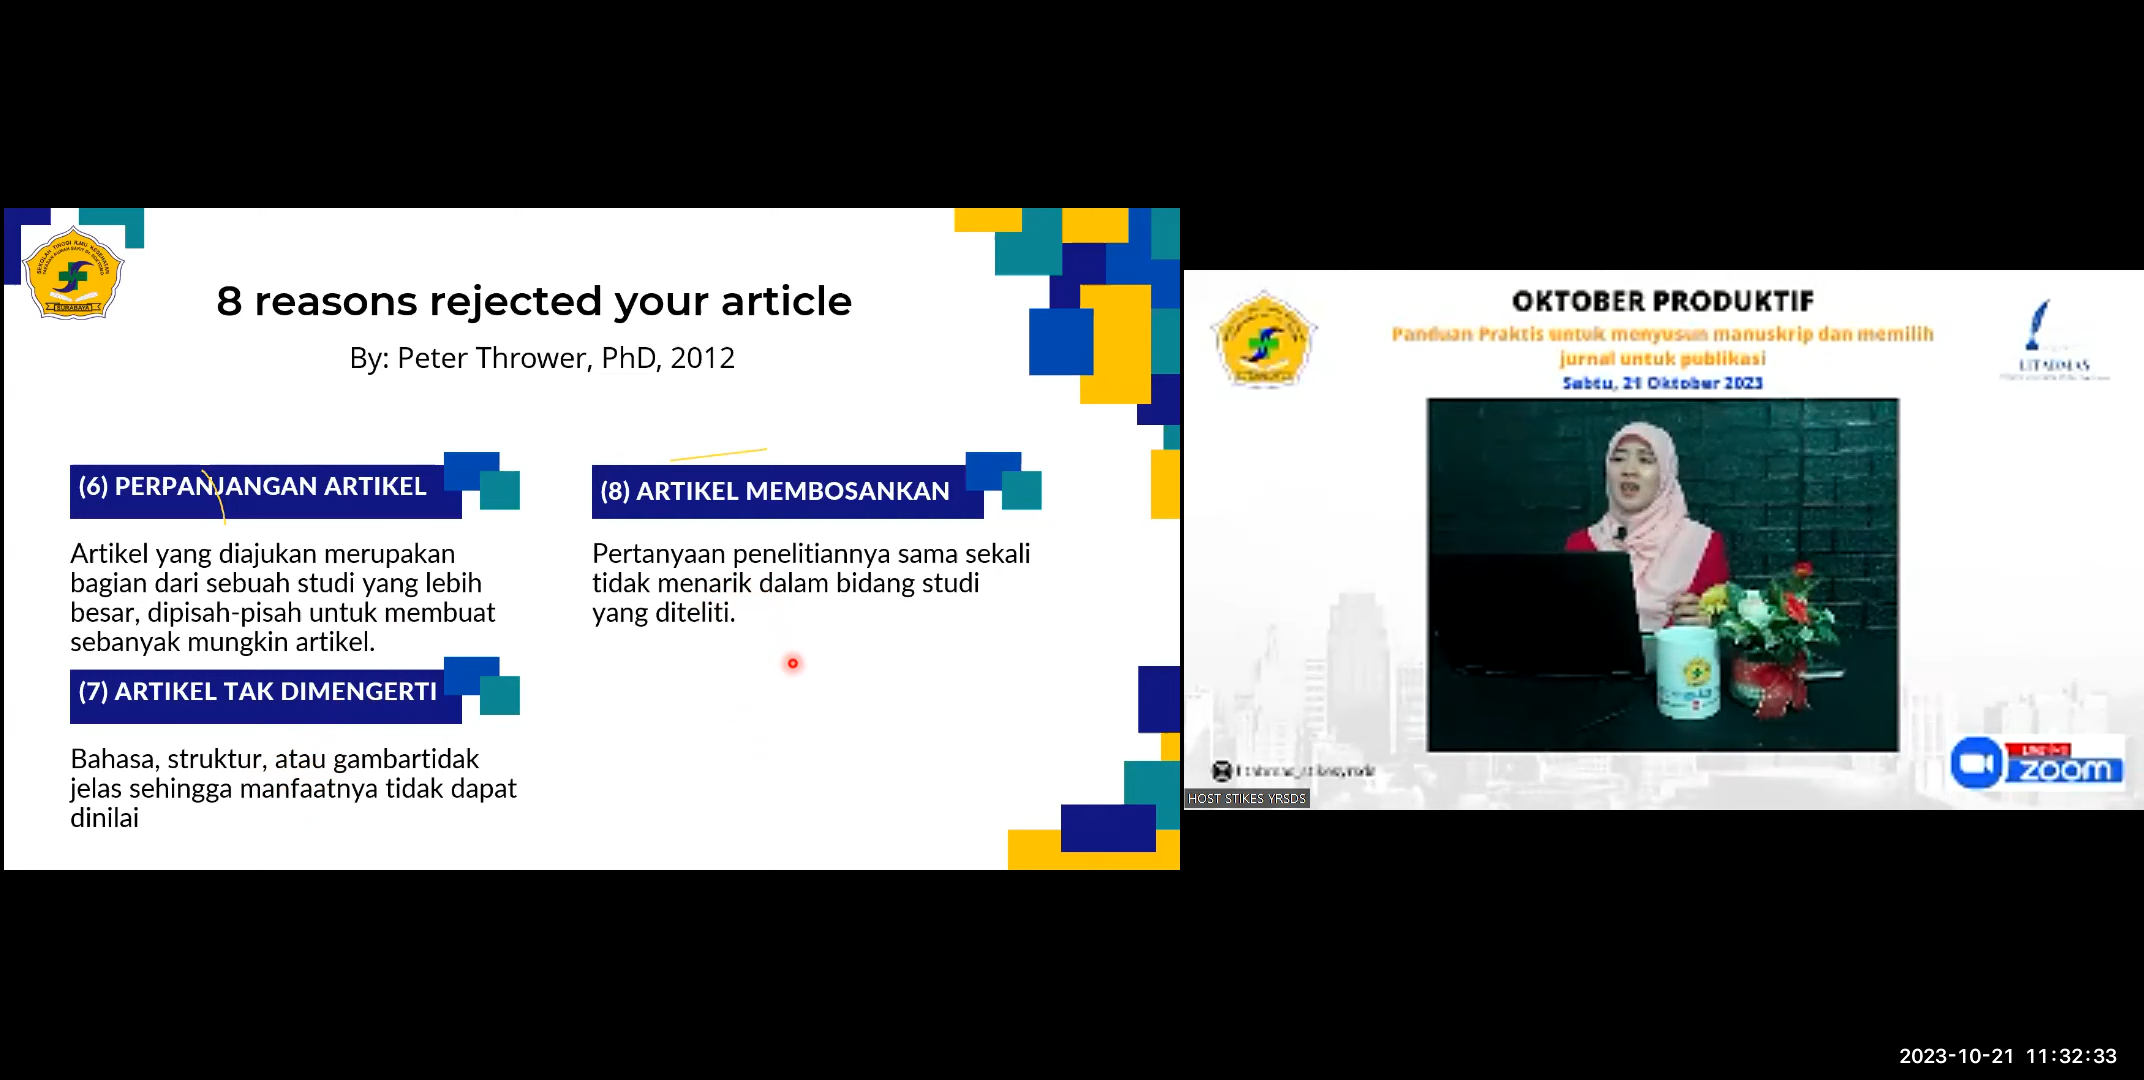 8 reasons rejected your article
By: Peter Thrower, PhD, 2012
(6) PERPANJANGAN ARTIKEL
Artikel yang diajukan merupakan
bagian dari sebuah studi yang lebih
besar, dipisah-pisah untuk membuat
sebanyak mungkin artikel.
(7) ARTIKEL TAK DIMENGERTI
Bahasa, struktur, atau gambartidak
jelas sehingga manfaatnya tidak dapat
dinilai
(8) ARTIKEL MEMBOSANKAN
Pertanyaan penelitiannya sama sekali
tidak menarik dalam bidang studi
yang diteliti.
SURABAYA
OKTOBER PRODUKTIF
Panduan Praktis untuk menyusun manuskrip dan memilih
jurnal untuk publikasi
Sabtu, 21 Oktober 2023
LITABMAS
LIVE
zoom
HOST STIKES YRSDS
2023-10-21 11:32:33